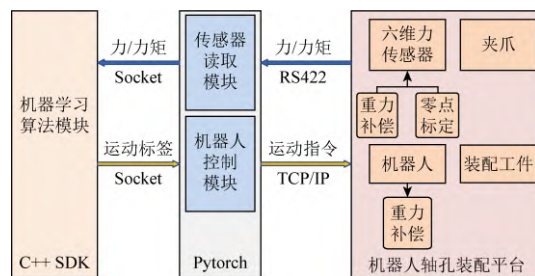 机器学习
算法模块
C++ SDK
力/力矩
Socket
运动标签
Socket
传感器
读取
模块
机器人
控制
模块
Pytorch
力/力矩
RS422
运动指令
TCP/IP
六维力
传感器
夹爪
重力
补偿
零点
标定
机器人
装配工件
重力
补偿
机器人轴孔装配平台